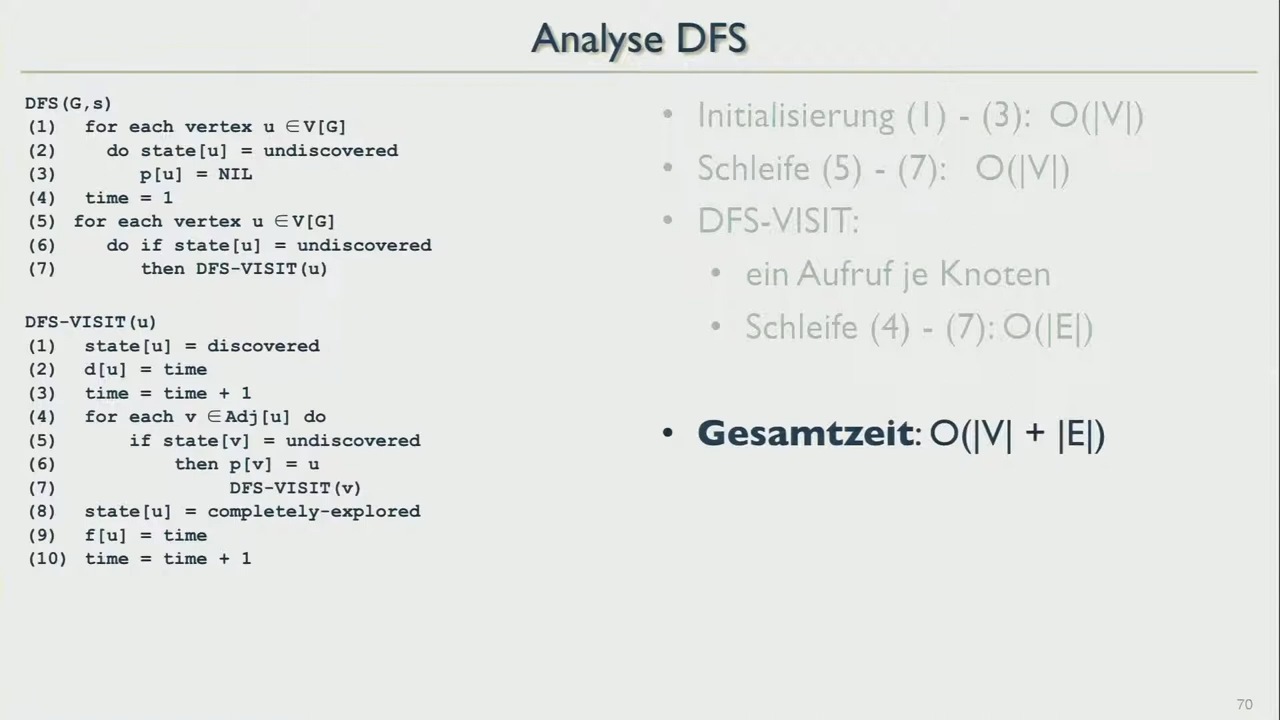 Analyse DFS
DFS(G,s)
(1) for each vertex u ∈V[G]
(2) do state[u] = undiscovered
(3) p[u] = NIL
(4) time = 1
(5) for each vertex u ∈V[G]
(6) do if state[u] = undiscovered
(7) then DFS-VISIT(u)
DFS-VISIT(u)
(1) state[u] = discovered
(2) d[u] = time
(3) time = time + 1
(4) for each v ∈Adj[u] do
(5) if state[v] = undiscovered
(6) then p[v] = u
(7) DFS-VISIT(v)
(8) state[u] = completely-explored
(9) f[u] = time
(10) time = time + 1
• Initialisierung (1) - (3): O(|V|)
• Schleife (5) - (7): O(|V|)
• DFS-VISIT:
• ein Aufruf je Knoten
• Schleife (4) - (7): O(|E|)
• Gesamtzeit: O(|V| + |E|)
70